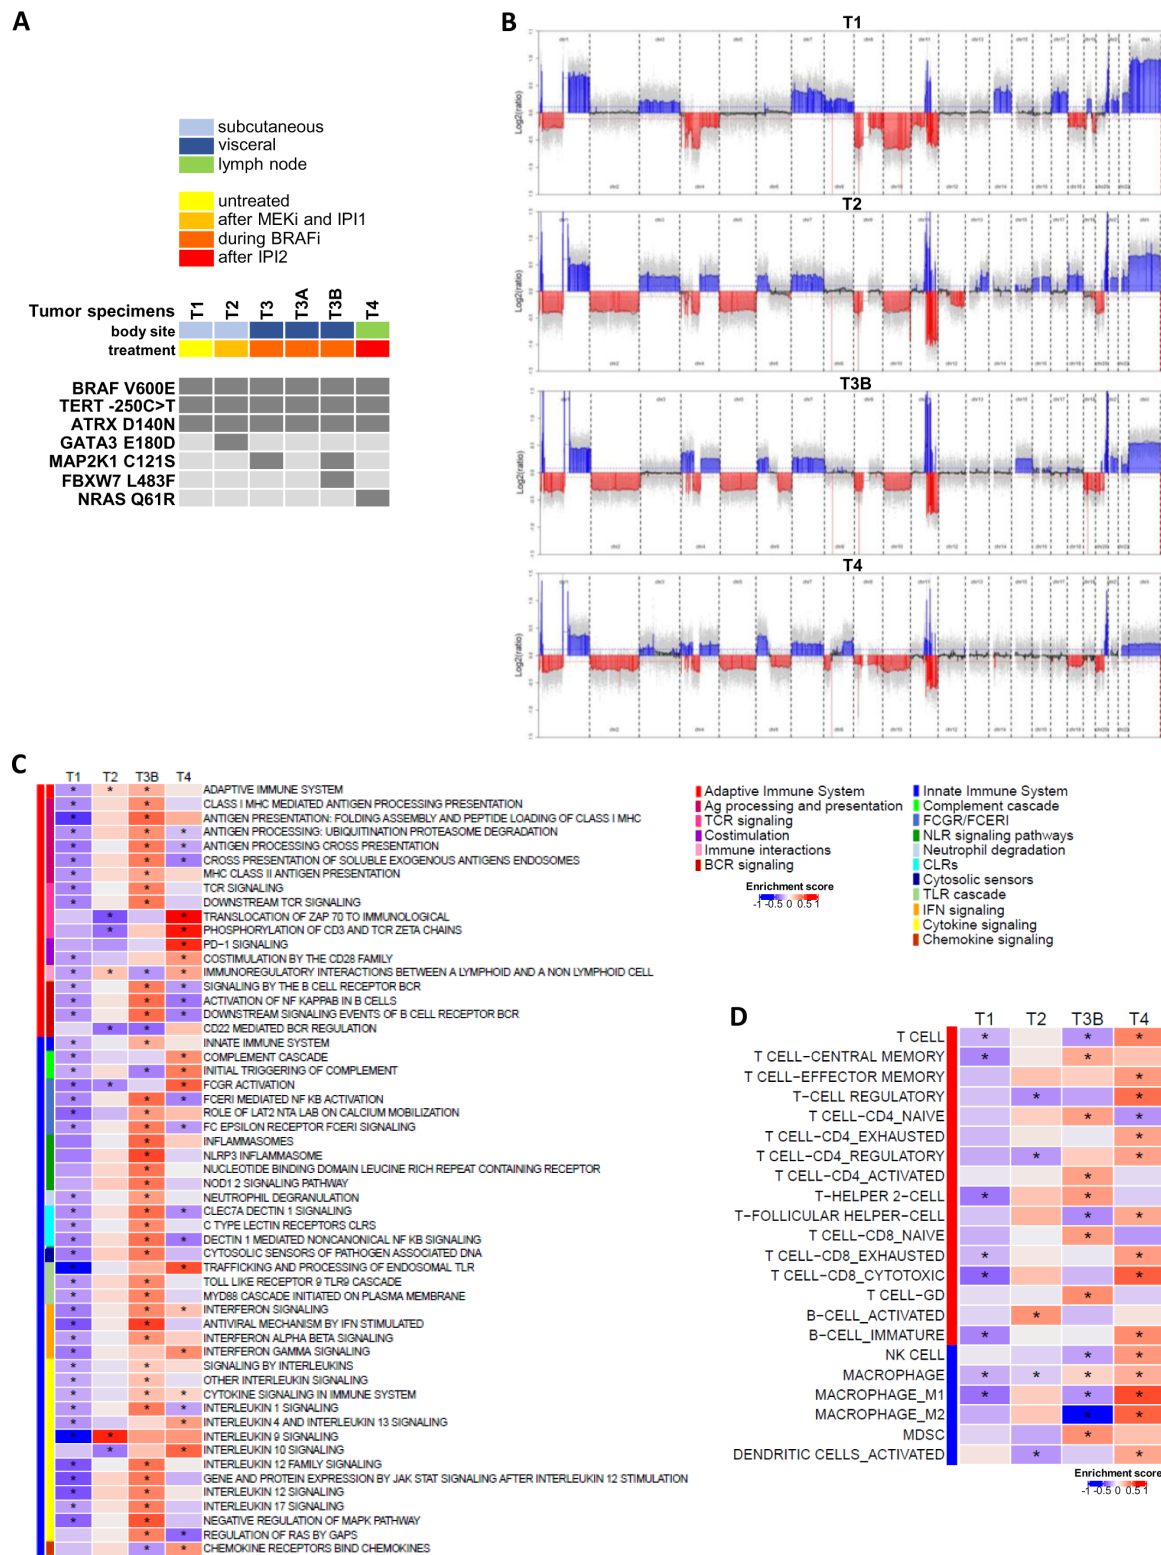 A
subcutaneous
visceral
lymph node
untreated
after MEKi and IPI1
during BRAFi
after IPI2
Tumor specimens T1 T2 T3 T3A T3B T4
body site
treatment
BRAF V600E
TERT -250C>T
ATRX D140N
GATA3 E180D
MAP2K1 C121S
FBXW7 L483F
NRAS Q61R
B
T1
Log2(ratio)
T2
Log2(ratio)
T3B
Log2(ratio)
T4
Log2(ratio)
C
T1 T2 T3B T4
* * * ADAPTIVE IMMUNE SYSTEM
* * CLASS I MHC MEDIATED ANTIGEN PROCESSING PRESENTATION
* * ANTIGEN PRESENTATION: FOLDING ASSEMBLY AND PEPTIDE LOADING OF CLASS I MHC
* * * ANTIGEN PROCESSING: UBIQUITINATION PROTEASOME DEGRADATION
* * * ANTIGEN PROCESSING CROSS PRESENTATION
* * * CROSS PRESENTATION OF SOLUBLE EXOGENOUS ANTIGENS ENDOSOMES
* * MHC CLASS II ANTIGEN PRESENTATION
* * TCR SIGNALING
* * DOWNSTREAM TCR SIGNALING
* * TRANSLOCATION OF ZAP 70 TO IMMUNOLOGICAL
* * PHOSPHORYLATION OF CD3 AND TCR ZETA CHAINS
* PD-1 SIGNALING
* * COSTIMULATION BY THE CD28 FAMILY
* * * * IMMUNOREGULATORY INTERACTIONS BETWEEN A LYMPHOID AND A NON LYMPHOID CELL
* * * SIGNALING BY THE B CELL RECEPTOR BCR
* * * ACTIVATION OF NF KAPPAB IN B CELLS
* * * DOWNSTREAM SIGNALING EVENTS OF B CELL RECEPTOR BCR
* * CD22 MEDIATED BCR REGULATION
* * INNATE IMMUNE SYSTEM
* * COMPLEMENT CASCADE
* * * INITIAL TRIGGERING OF COMPLEMENT
* * * FCGR ACTIVATION
* * * FCERI MEDIATED NF KB ACTIVATION
* * ROLE OF LAT2 NTA LAB ON CALCIUM MOBILIZATION
* * * FC EPSILON RECEPTOR FCERI SIGNALING
* INFLAMMASOMES
* NLRP3 INFLAMMASOME
* NUCLEOTIDE BINDING DOMAIN LEUCINE RICH REPEAT CONTAINING RECEPTOR
* NOD1 2 SIGNALING PATHWAY
* * NEUTROPHIL DEGRANULATION
* * * CLEC7A DECTIN 1 SIGNALING
* * C TYPE LECTIN RECEPTORS CLRS
* * * DECTIN 1 MEDIATED NONCANONICAL NF KB SIGNALING
* * CYTOSOLIC SENSORS OF PATHOGEN ASSOCIATED DNA
* * TRAFFICKING AND PROCESSING OF ENDOSOMAL TLR
* * TOLL LIKE RECEPTOR 9 TLR9 CASCADE
* * MYD88 CASCADE INITIATED ON PLASMA MEMBRANE
* * * INTERFERON SIGNALING
* * ANTIVIRAL MECHANISM BY IFN STIMULATED
* * INTERFERON ALPHA BETA SIGNALING
* * INTERFERON GAMMA SIGNALING
* * SIGNALING BY INTERLEUKINS
* * OTHER INTERLEUKIN SIGNALING
* * * CYTOKINE SIGNALING IN IMMUNE SYSTEM
* * * INTERLEUKIN 1 SIGNALING
* * INTERLEUKIN 4 AND INTERLEUKIN 13 SIGNALING
* * INTERLEUKIN 9 SIGNALING
* * INTERLEUKIN 10 SIGNALING
* * INTERLEUKIN 12 FAMILY SIGNALING
* * GENE AND PROTEIN EXPRESSION BY JAK STAT SIGNALING AFTER INTERLEUKIN 12 STIMULATION
* * INTERLEUKIN 12 SIGNALING
* * INTERLEUKIN 17 SIGNALING
* * NEGATIVE REGULATION OF MAPK PATHWAY
* * REGULATION OF RAS BY GAPS
* * CHEMOKINE RECEPTORS BIND CHEMOKINES
Adaptive Immune System
Ag processing and presentation
TCR signaling
Costimulation
Immune interactions
BCR signaling
Enrichment score
-1 -0.5 0 0.5 1
Innate Immune System
Complement cascade
FCGR/FCERI
NLR signaling pathways
Neutrophil degradation
CLRs
Cytosolic sensors
TLR cascade
IFN signaling
Cytokine signaling
Chemokine signaling
D
T1 T2 T3B T4
T CELL * * *
T CELL-CENTRAL MEMORY * *
T CELL-EFFECTOR MEMORY *
T-CELL REGULATORY * *
T CELL-CD4_NAIVE * *
T CELL-CD4_EXHAUSTED *
T CELL-CD4_REGULATORY * *
T CELL-CD4_ACTIVATED *
T-HELPER 2-CELL * *
T-FOLLICULAR HELPER-CELL * *
T CELL-CD8_NAIVE *
T CELL-CD8_EXHAUSTED * *
T CELL-CD8_CYTOTOXIC * *
T CELL-GD *
B-CELL_ACTIVATED *
B-CELL_IMMATURE * *
NK CELL * *
MACROPHAGE * * * *
MACROPHAGE_M1 * * *
MACROPHAGE_M2 * *
MDSC *
DENDRITIC CELLS_ACTIVATED * *
Enrichment score
-1 -0.5 0 0.5 1